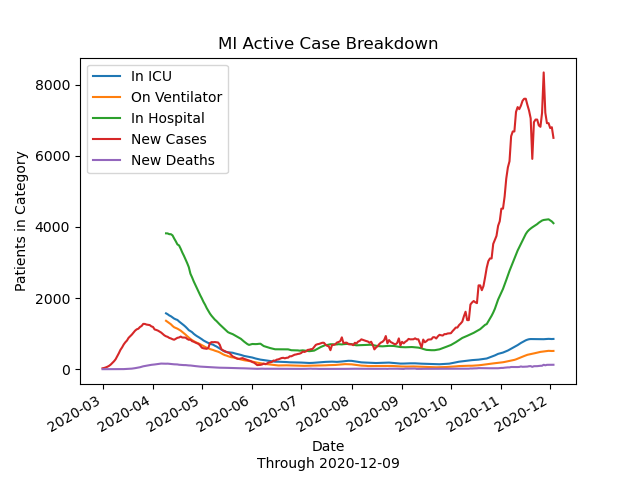 MI Active Case Breakdown
In ICU
On Ventilator
In Hospital
New Cases
New Deaths
8000
6000
4000
2000
0
Patients in Category
2020-03
2020-04
2020-05
2020-06
2020-07
2020-08
2020-09
2020-10
2020-11
2020-12
Date
Through 2020-12-09